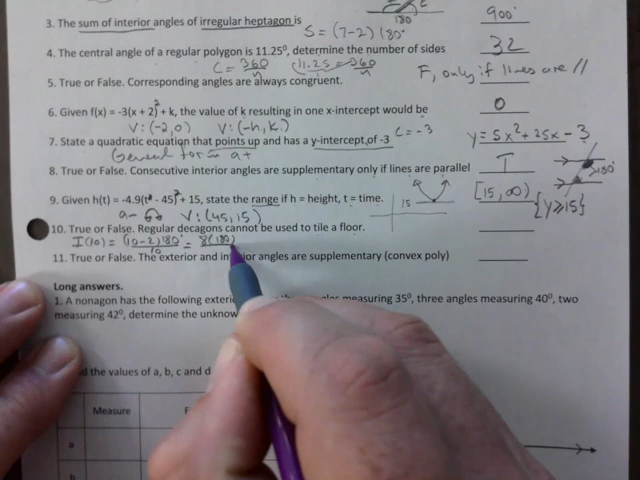 180
3. The sum of interior angles of irregular heptagon is 900°
S = (7-2) 180°
4. The central angle of a regular polygon is 11.25⁰, determine the number of sides 32
C = 360/n 11.25 = 360/n
5. True or False. Corresponding angles are always congruent. F, only if lines are //
6. Given f(x) = -3(x + 2)² + k, the value of k resulting in one x-intercept would be 0
V: (-2, 0) V: (-h, k)
7. State a quadratic equation that points up and has a y-intercept of -3 C = -3 y = 5x² + 25x - 3
General form a+
8. True or False. Consecutive interior angles are supplementary only if lines are parallel T >180°
9. Given h(t) = -4.9(t - 45)² + 15, state the range if h = height, t = time. [15, ∞)
V: (45, 15) 15 {y≥15}
10. True or False. Regular decagons cannot be used to tile a floor.
I(10) = (10-2)180°/10 = 8(180)
11. True or False. The exterior and interior angles are supplementary (convex poly)
Long answers.
1. A nonagon has the following measuring 35⁰, three angles measuring 40⁰, two
measuring 42⁰, determine the
the values of a, b, c and d
Measure
a
b